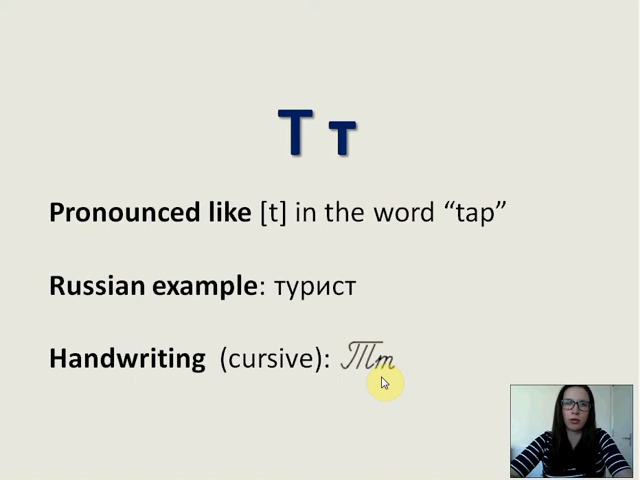 Т т
Pronounced like [t] in the word “tap”
Russian example: турист
Handwriting (cursive): Тт